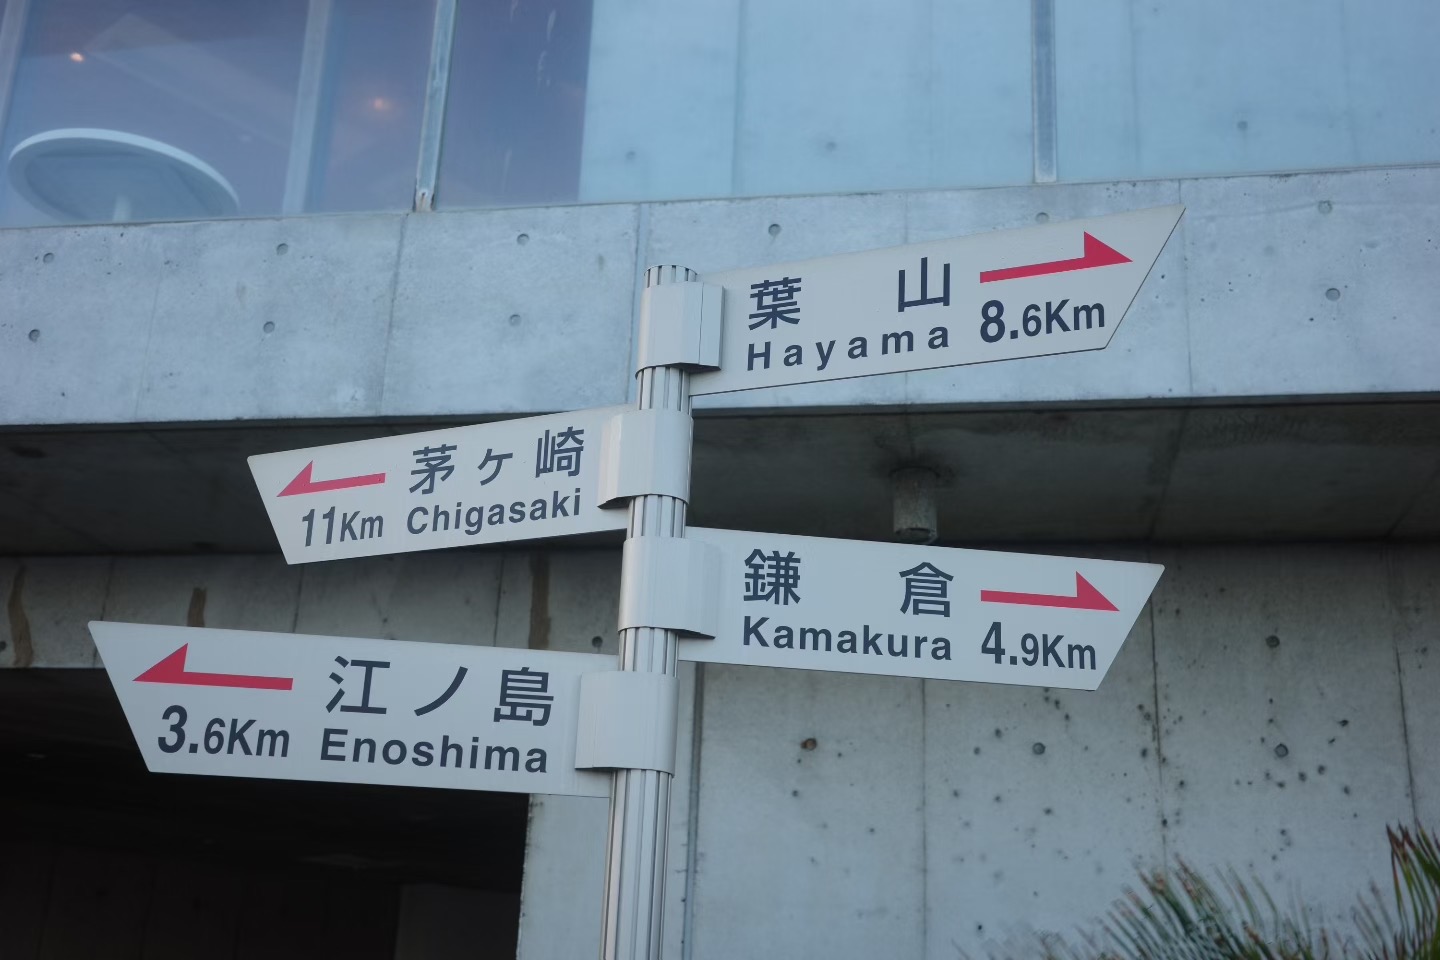 葉山
Hayama 8.6Km
茅ヶ崎
11Km Chigasaki
鎌倉
Kamakura 4.9Km
江ノ島
3.6Km Enoshima